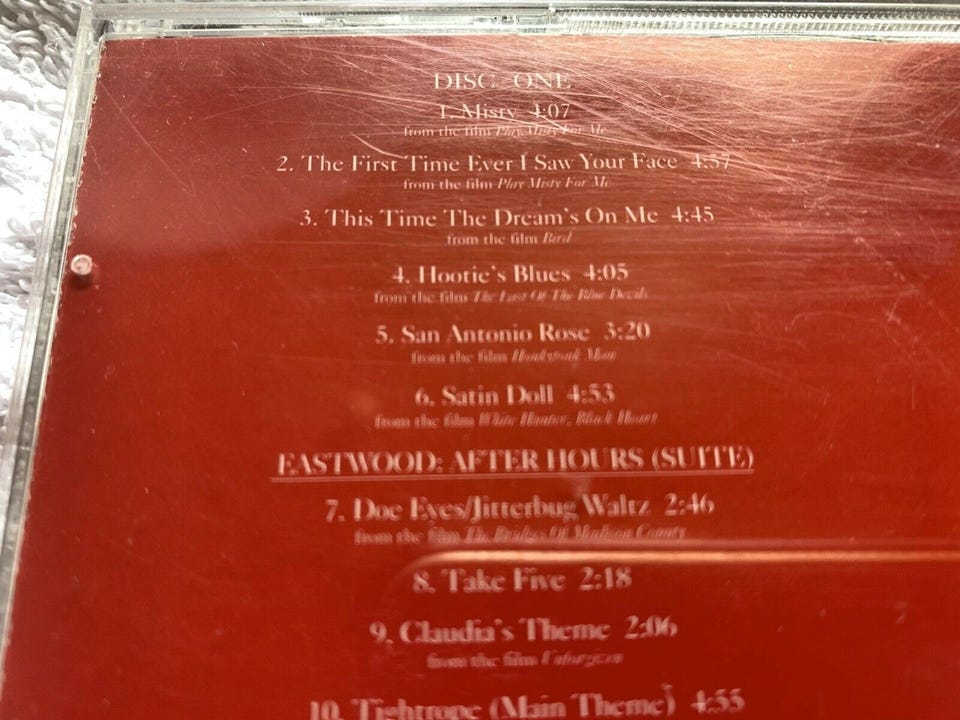 DISC ONE
1. Misty 4:07
from the film Play Misty For Me
2. The First Time Ever I Saw Your Face 4:57
from the film Play Misty For Me
3. This Time The Dream's On Me 4:45
from the film Bird
4. Hootie's Blues 4:05
from the film The Last Of The Blue Devils
5. San Antonio Rose 3:20
from the film Honkytonk Man
6. Satin Doll 4:53
from the film White Hunter, Black Heart
EASTWOOD: AFTER HOURS (SUITE)
7. Doe Eyes/Jitterbug Waltz 2:46
from the film The Bridges Of Madison County
8. Take Five 2:18
9. Claudia's Theme 2:06
from the film Unforgiven
10. Tightrope (Main Theme) 4:55